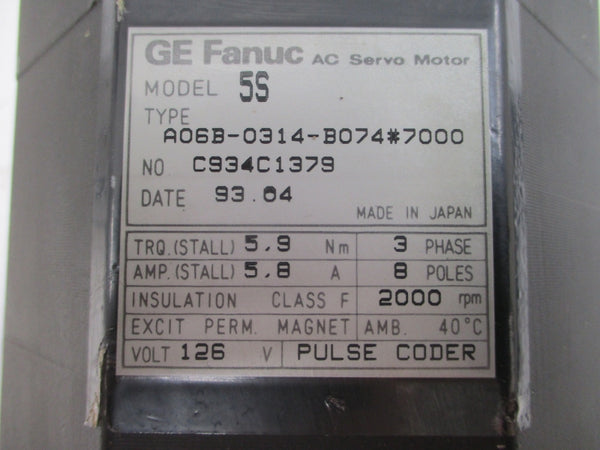 GE Fanuc AC Servo Motor
MODEL 5S
TYPE
A06B-0314-B074#7000
NO. C934C1379
DATE 93.04
MADE IN JAPAN
TRQ.(STALL) 5.9 Nm 3 PHASE
AMP.(STALL) 5.8 A 8 POLES
INSULATION CLASS F 2000 rpm
EXCIT PERM. MAGNET AMB. 40°C
VOLT 126 V PULSE CODER